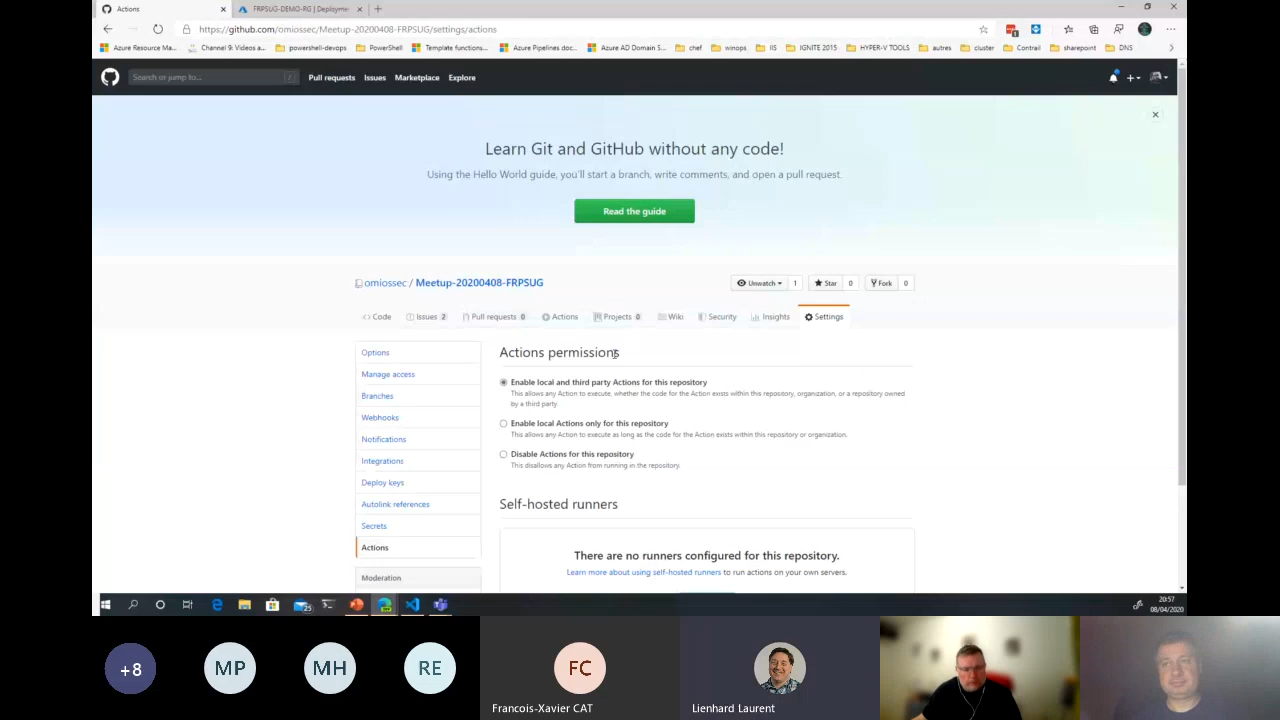 Actions
FRPSUG-DEMO-RG | Deployme
https://github.com/omiossec/Meetup-20200408-FRPSUG/settings/actions
Azure Resource Ma... Channel 9: Videos a... powershell-devops PowerShell Template functions... Azure Pipelines doc... Azure AD Domain S... chef winops IIS IGNITE 2015 HYPER-V TOOLS autres cluster Contrail sharepoint DNS
Search or jump to... / Pull requests Issues Marketplace Explore
Learn Git and GitHub without any code!
Using the Hello World guide, you'll start a branch, write comments, and open a pull request.
Read the guide
omiossec / Meetup-20200408-FRPSUG
Unwatch 1 Star 0 Fork 0
Code Issues 2 Pull requests 0 Actions Projects 0 Wiki Security Insights Settings
Options
Manage access
Branches
Webhooks
Notifications
Integrations
Deploy keys
Autolink references
Secrets
Actions
Moderation
Actions permissions
Enable local and third party Actions for this repository
This allows any Action to execute, whether the code for the Action exists within this repository, organization, or a repository owned
by a third party.
Enable local Actions only for this repository
This allows any Action to execute as long as the code for the Action exists within this repository or organization.
Disable Actions for this repository
This disallows any Action from running in the repository.
Self-hosted runners
There are no runners configured for this repository.
Learn more about using self-hosted runners to run actions on your own servers.
25
20:57
08/04/2020
+8 MP MH RE FC
Francois-Xavier CAT
Lienhard Laurent